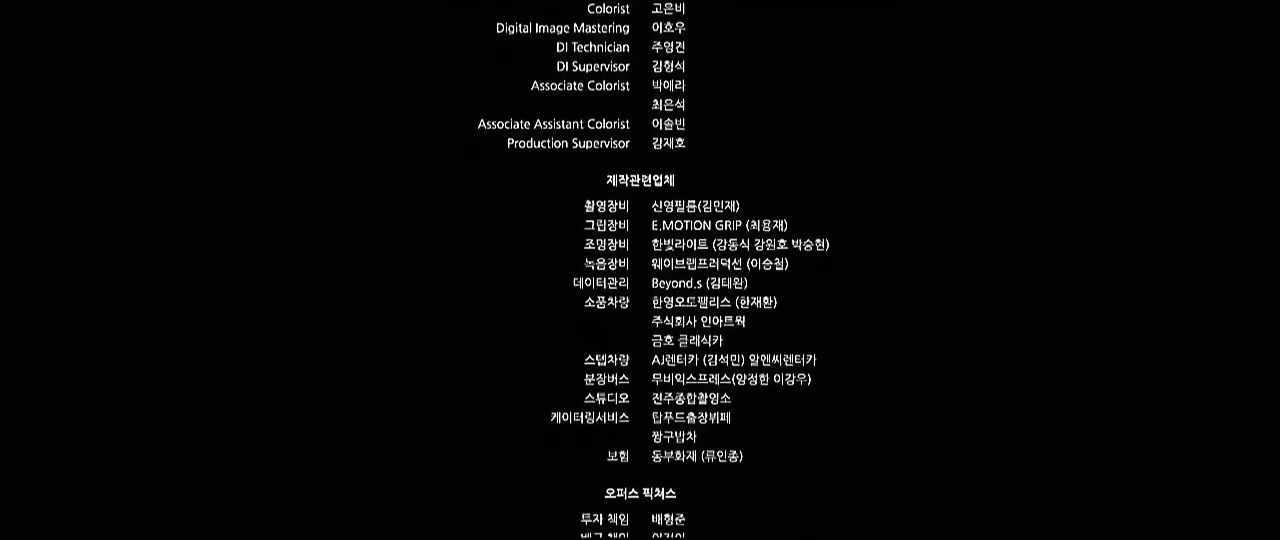 Colorist 고은비
Digital Image Mastering 이호우
DI Technician 주영진
DI Supervisor 김형석
Associate Colorist 박애리
최은석
Associate Assistant Colorist 이솔빈
Production Supervisor 김재호
제작관련업체
촬영장비 신영필름(김민재)
그립장비 E.MOTION GRIP (최용재)
조명장비 한빛라이트 (강동식 강원호 박승현)
녹음장비 웨이브랩프러덕션 (이승철)
데이터관리 Beyond.s (김태완)
소품차량 한영오토팰리스 (한재환)
주식회사 인아트웍
금호 클래식카
스텝차량 AJ렌터카 (김석민) 알앤씨렌터카
분장버스 무비익스프레스(양정한 이강우)
스튜디오 전주종합촬영소
케이터링서비스 탑푸드출장뷔페
짱구밥차
보험 동부화재 (류인종)
오퍼스 픽쳐스
투자 책임 배형준